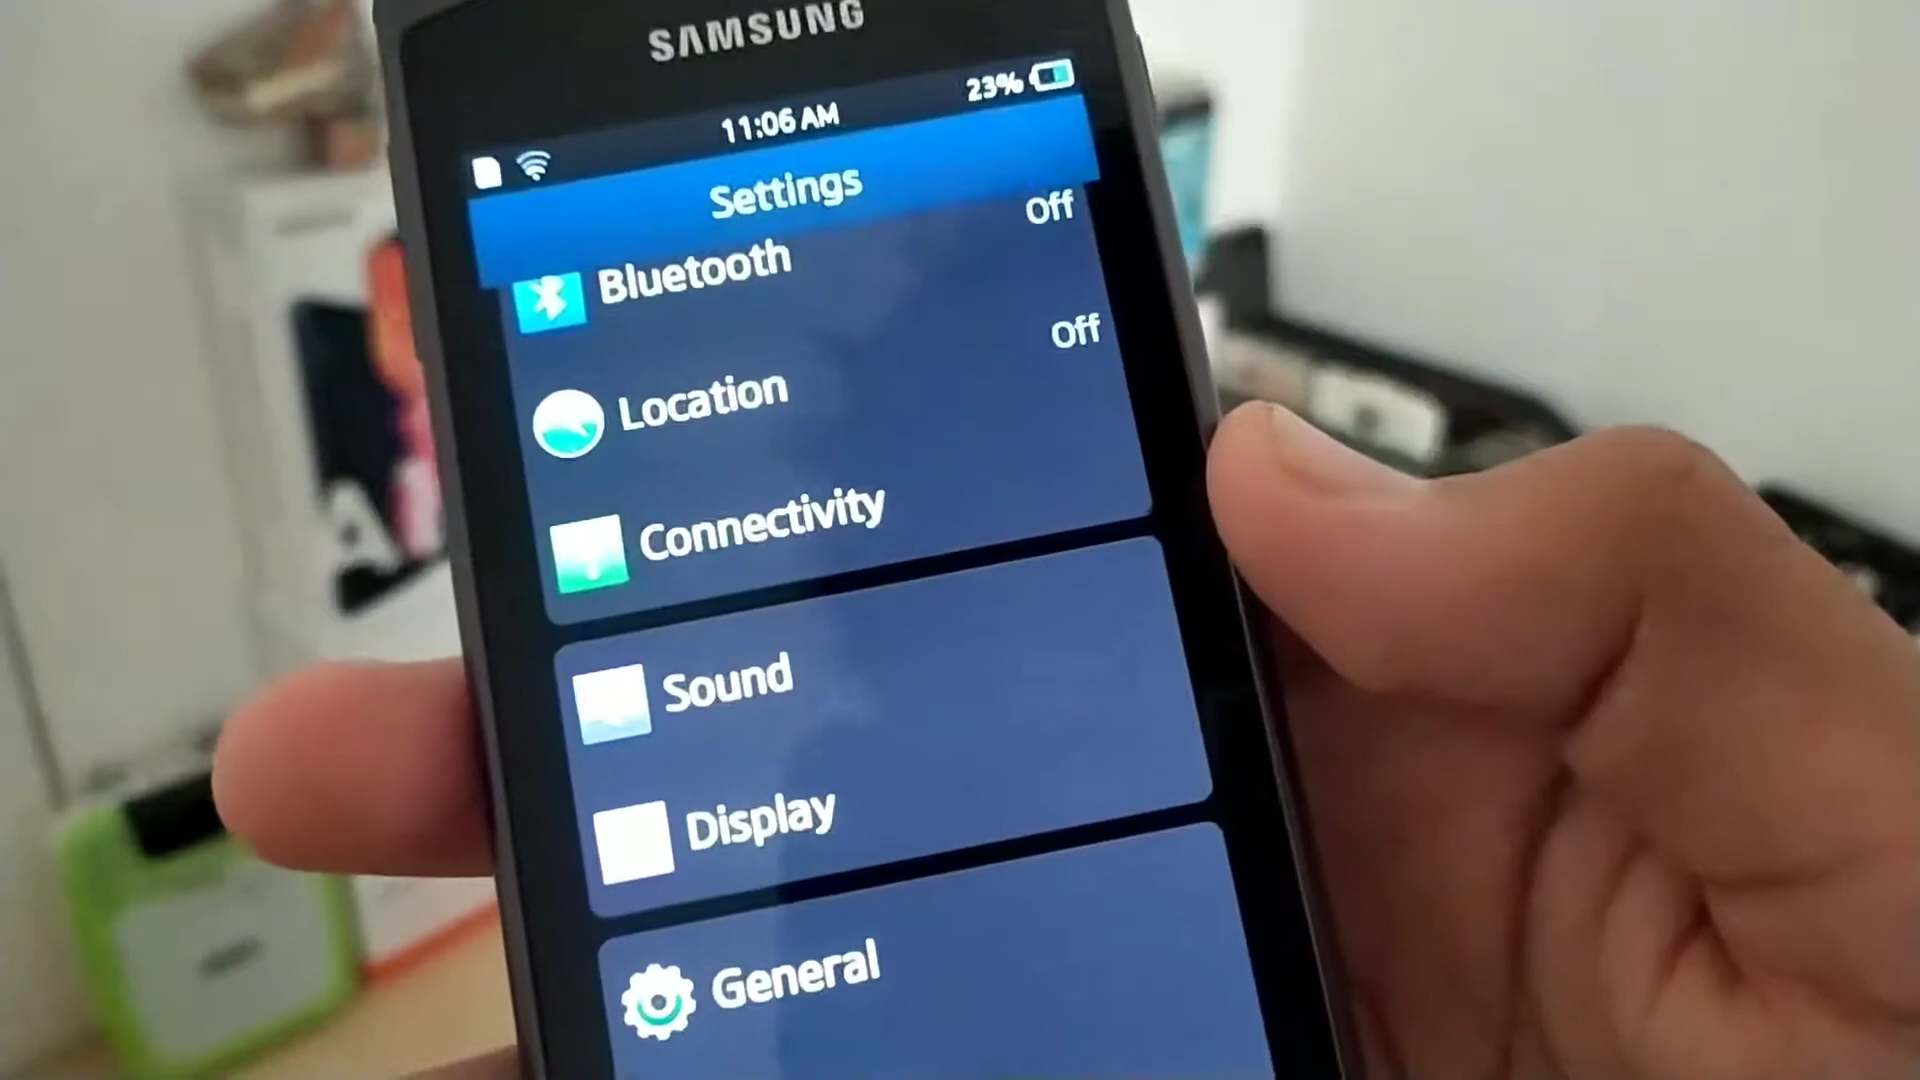 SAMSUNG
23%
11:06 AM
Settings
Off
Bluetooth
Off
Location
Connectivity
Sound
Display
General
A